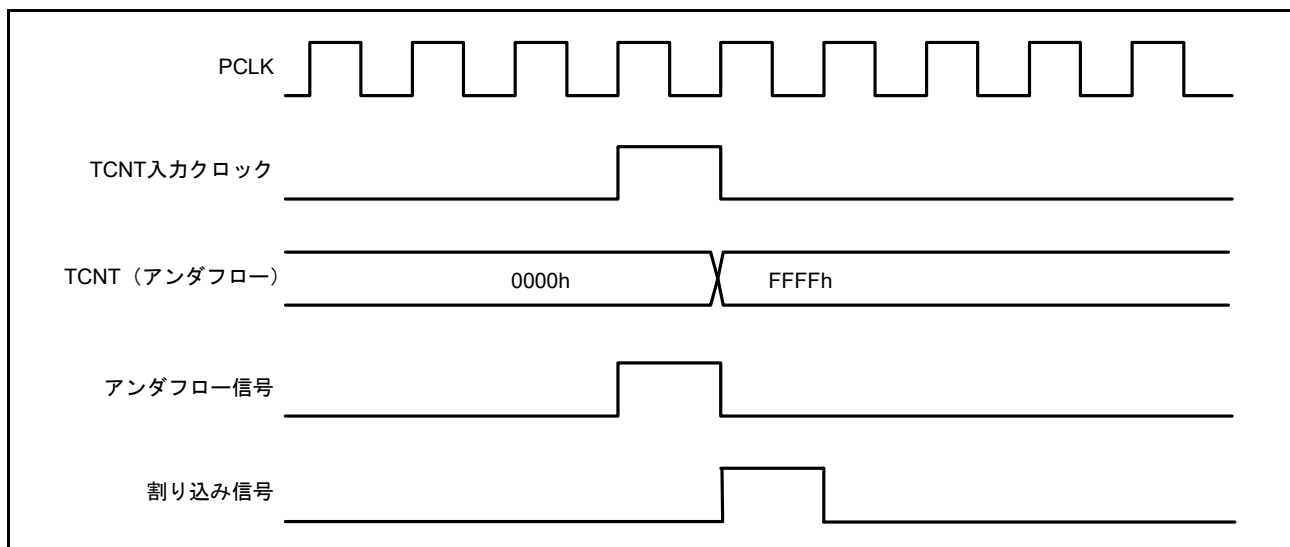 PCLK
TCNT入力クロック
TCNT（アンダフロー）
0000h
FFFFh
アンダフロー信号
割り込み信号